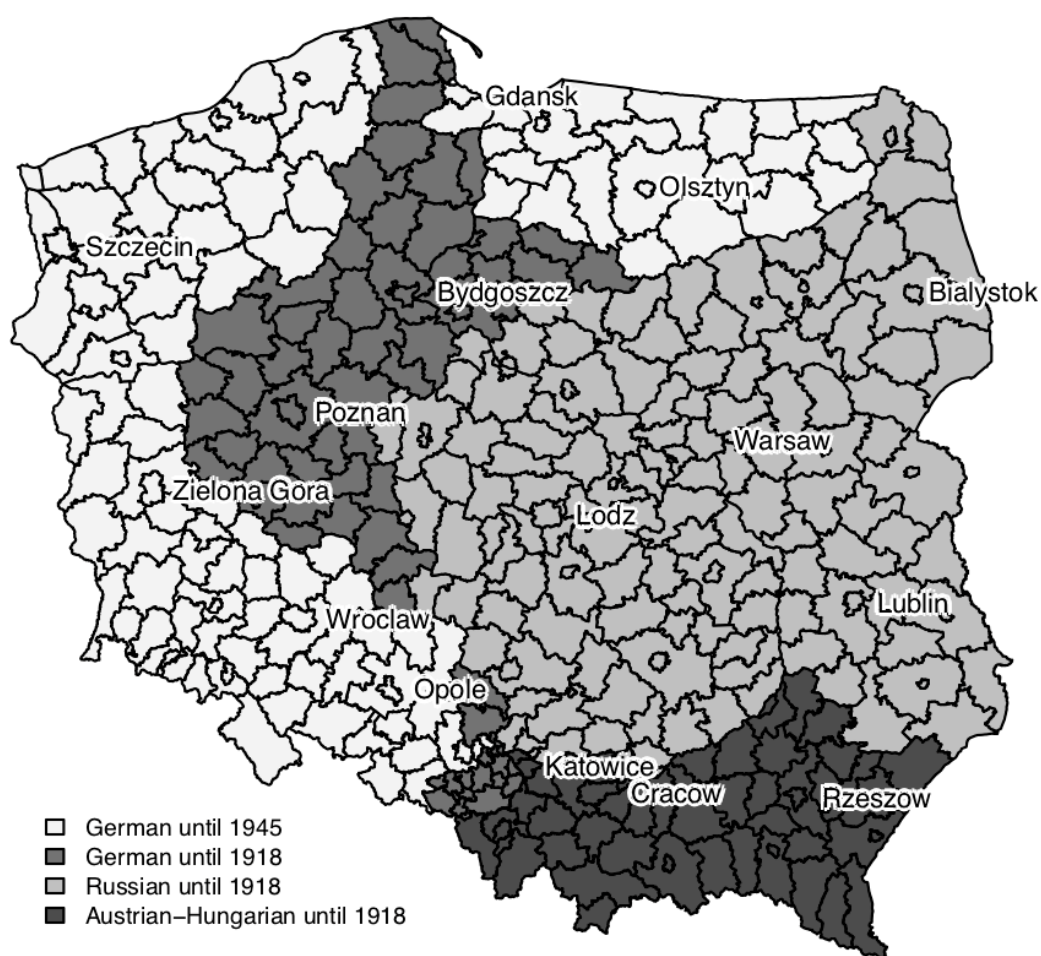 Gdansk
Olsztyn
Szczecin
Bydgoszcz
Bialystok
Poznan
Warsaw
Zielona Gora
Lodz
Wroclaw
Lublin
Opole
Katowice
Cracow
Rzeszow
German until 1945
German until 1918
Russian until 1918
Austrian−Hungarian until 1918